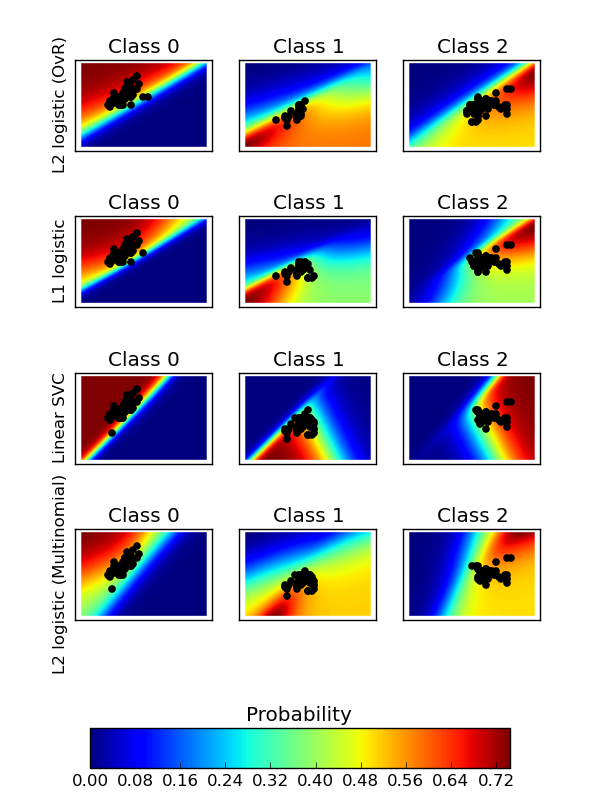 Class 0 Class 1 Class 2
L2 logistic (OvR)
Class 0 Class 1 Class 2
L1 logistic
Class 0 Class 1 Class 2
Linear SVC
Class 0 Class 1 Class 2
L2 logistic (Multinomial)
Probability
0.00 0.08 0.16 0.24 0.32 0.40 0.48 0.56 0.64 0.72